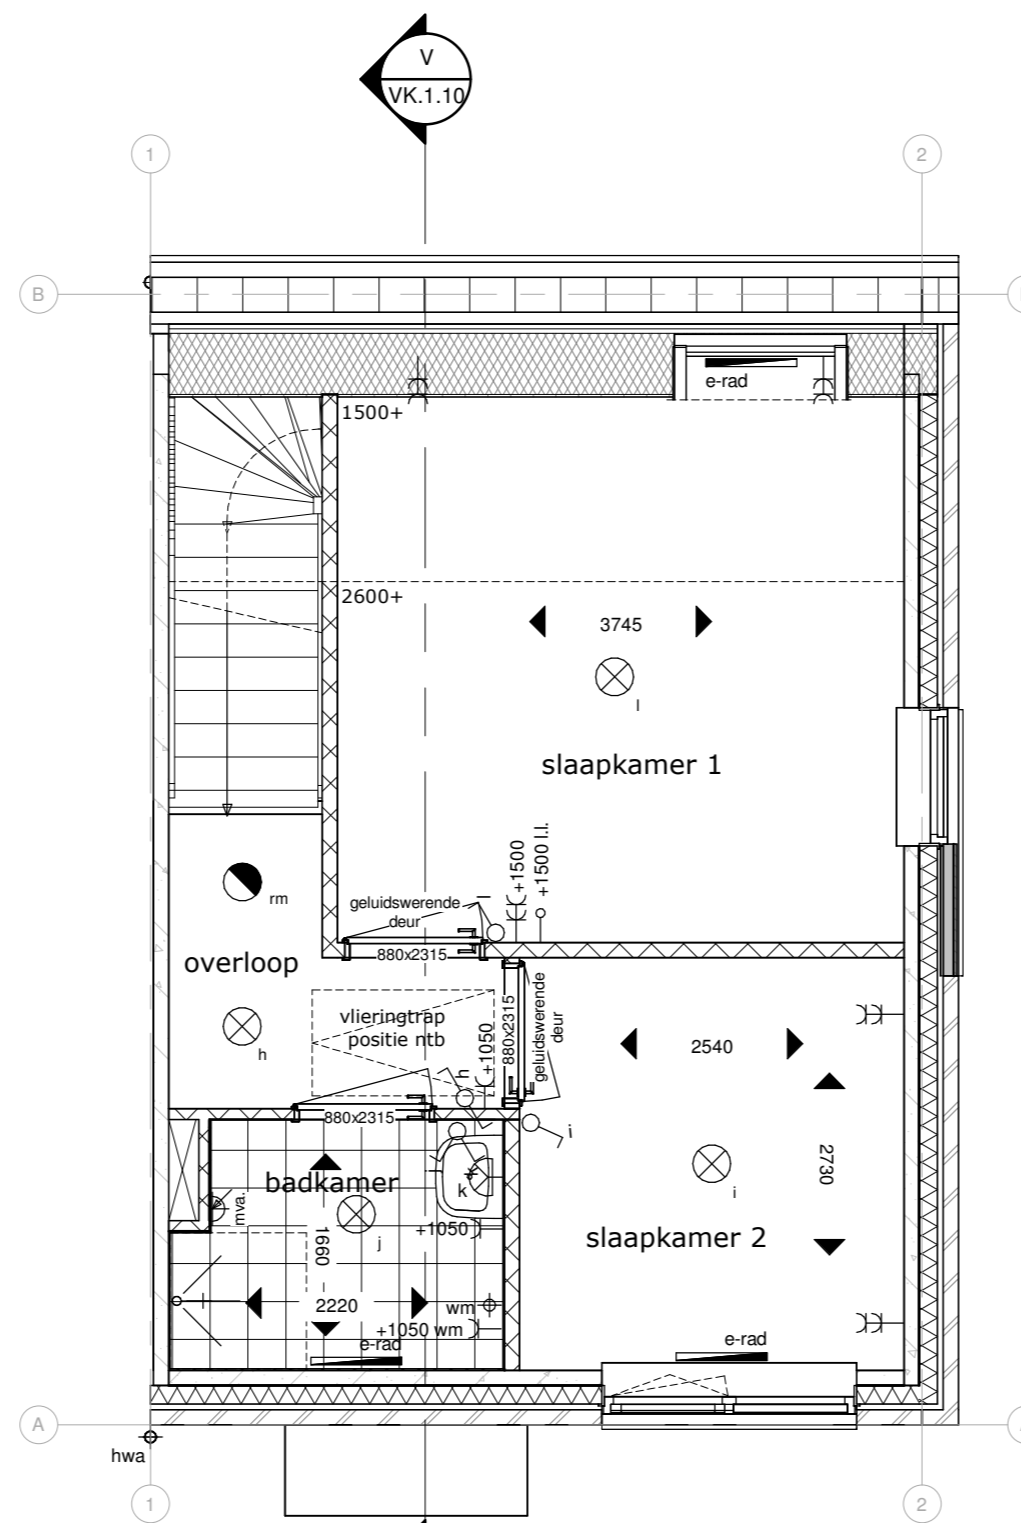 V
VK.1.10
1
2
B
e-rad
1500+
2600+
3745
l
slaapkamer 1
+1500
+1500 l.l.
geluidswerende
deur
l
rm
880x2315
overloop
vlieringtrap
positie ntb
h
h
+1050
880x2315
geluidswerende
deur
2540
880x2315
i
badkamer
k
2730
i
mva.
j
+1050
1660
slaapkamer 2
2220
wm
+1050 wm
e-rad
e-rad
A
hwa
1
2